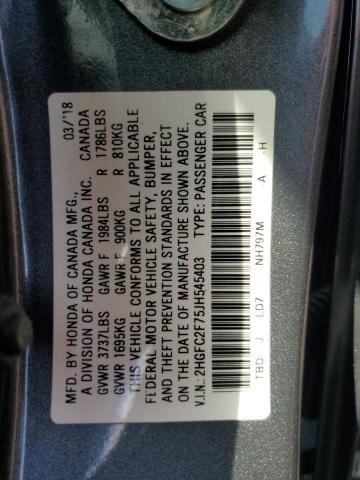 MFD. BY HONDA OF CANADA MFG., 03/'18
A DIVISION OF HONDA CANADA INC. CANADA
GVWR 3737LBS GAWR F 1984LBS R 1786LBS
GVWR 1695KG GAWR F 900KG R 810KG
THIS VEHICLE CONFORMS TO ALL APPLICABLE
FEDERAL MOTOR VEHICLE SAFETY, BUMPER,
AND THEFT PREVENTION STANDARDS IN EFFECT
ON THE DATE OF MANUFACTURE SHOWN ABOVE.
V.I.N.: 2HGFC2F75JH545403 TYPE: PASSENGER CAR
TBD J LD7 NH797M A -H